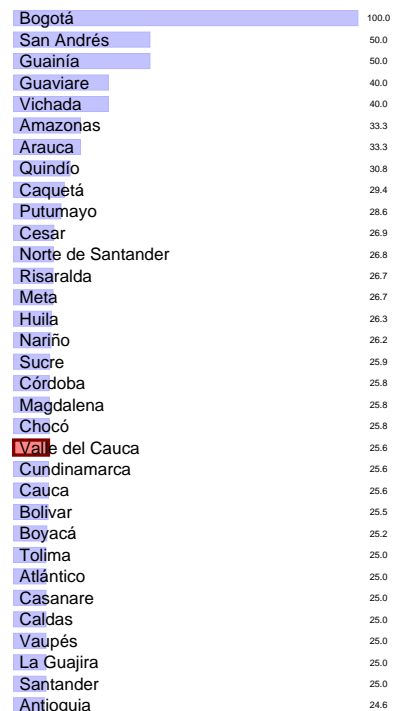 Bogotá 100.0
San Andrés 50.0
Guainía 50.0
Guaviare 40.0
Vichada 40.0
Amazonas 33.3
Arauca 33.3
Quindío 30.8
Caquetá 29.4
Putumayo 28.6
Cesar 26.9
Norte de Santander 26.8
Risaralda 26.7
Meta 26.7
Huila 26.3
Nariño 26.2
Sucre 25.9
Córdoba 25.8
Magdalena 25.8
Chocó 25.8
Valle del Cauca 25.6
Cundinamarca 25.6
Cauca 25.6
Bolivar 25.5
Boyacá 25.2
Tolima 25.0
Atlántico 25.0
Casanare 25.0
Caldas 25.0
Vaupés 25.0
La Guajira 25.0
Santander 25.0
Antioquia 24.6